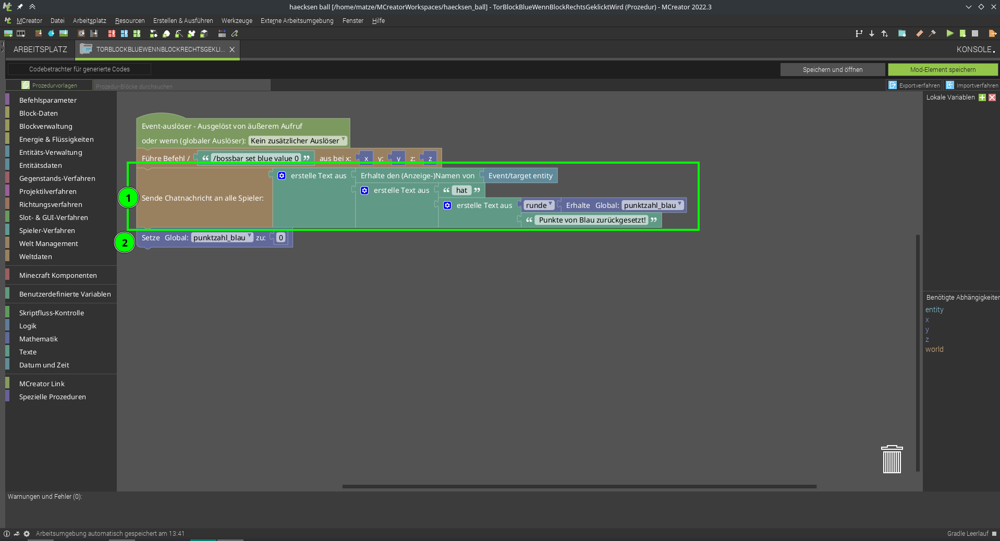 haecksen ball [/home/matze/MCreatorWorkspaces/haecksen_ball] - TorBlockBlueWennBlockRechtsGeklicktWird (Prozedur) - MCreator 2022.3
MCreator Datei Arbeitsplatz Resourcen Erstellen & Ausführen Werkzeuge Externe Arbeitsumgebung Fenster Hilfe
ARBEITSPLATZ TORBLOCKBLUEWENNBLOCKRECHTSGEKLI... KONSOLE.
Codebetrachter für generierte Codes Speichern und öffnen Mod-Element speichern
Prozedurvorlagen Prozedur-Blöcke durchsuchen Exportverfahren Importverfahren
Befehlsparameter
Block-Daten
Blockverwaltung
Energie & Flüssigkeiten
Entitäts-Verwaltung
Entitätsdaten
Gegenstands-Verfahren
Projektilverfahren
Richtungsverfahren
Slot- & GUI-Verfahren
Spieler-Verfahren
Welt Management
Weltdaten
Minecraft Komponenten
Benutzerdefinierte Variablen
Skriptfluss-Kontrolle
Logik
Mathematik
Texte
Datum und Zeit
MCreator Link
Spezielle Prozeduren
Event-auslöser - Ausgelöst von äußerem Aufruf
oder wenn (globaler Auslöser): Kein zusätzlicher Auslöser
Führe Befehl / “ /bossbar set blue value 0 ” aus bei x: x y: y z: z
1
Sende Chatnachricht an alle Spieler:
erstelle Text aus Erhalte den (Anzeige-)Namen von Event/target entity
erstelle Text aus “ hat ”
erstelle Text aus runde Erhalte Global: punktzahl_blau
“ Punkte von Blau zurückgesetzt! ”
2
Setze Global: punktzahl_blau zu: 0
Lokale Variablen
Benötigte Abhängigkeiten
entity
x
y
z
world
Warnungen und Fehler (0):
Arbeitsumgebung automatisch gespeichert am 13:41 Gradle Leerlauf